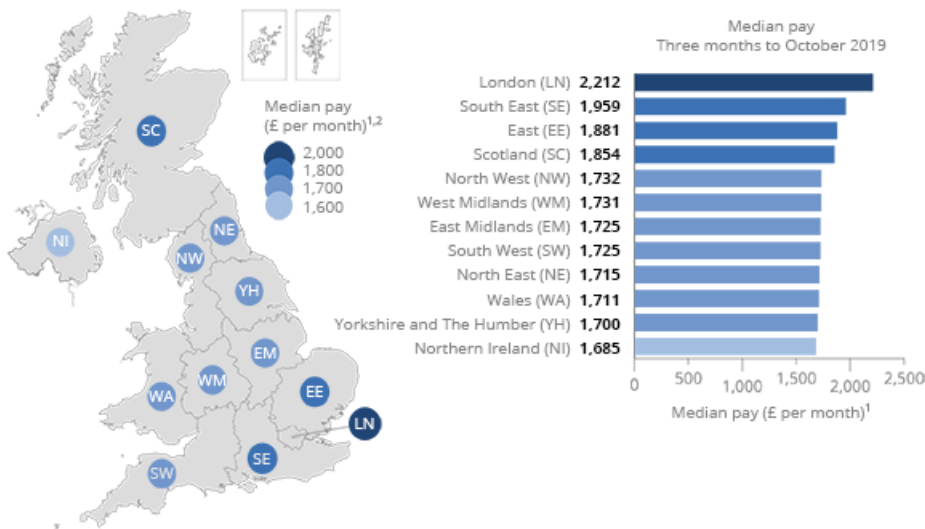 Median pay
(£ per month)¹,²
2,000
1,800
1,700
1,600
SC
NI
NE
NW
YH
EM
WM
WA
EE
LN
SE
SW
Median pay
Three months to October 2019
London (LN) 2,212
South East (SE) 1,959
East (EE) 1,881
Scotland (SC) 1,854
North West (NW) 1,732
West Midlands (WM) 1,731
East Midlands (EM) 1,725
South West (SW) 1,725
North East (NE) 1,715
Wales (WA) 1,711
Yorkshire and The Humber (YH) 1,700
Northern Ireland (NI) 1,685
0 500 1,000 1,500 2,000 2,500
Median pay (£ per month)¹